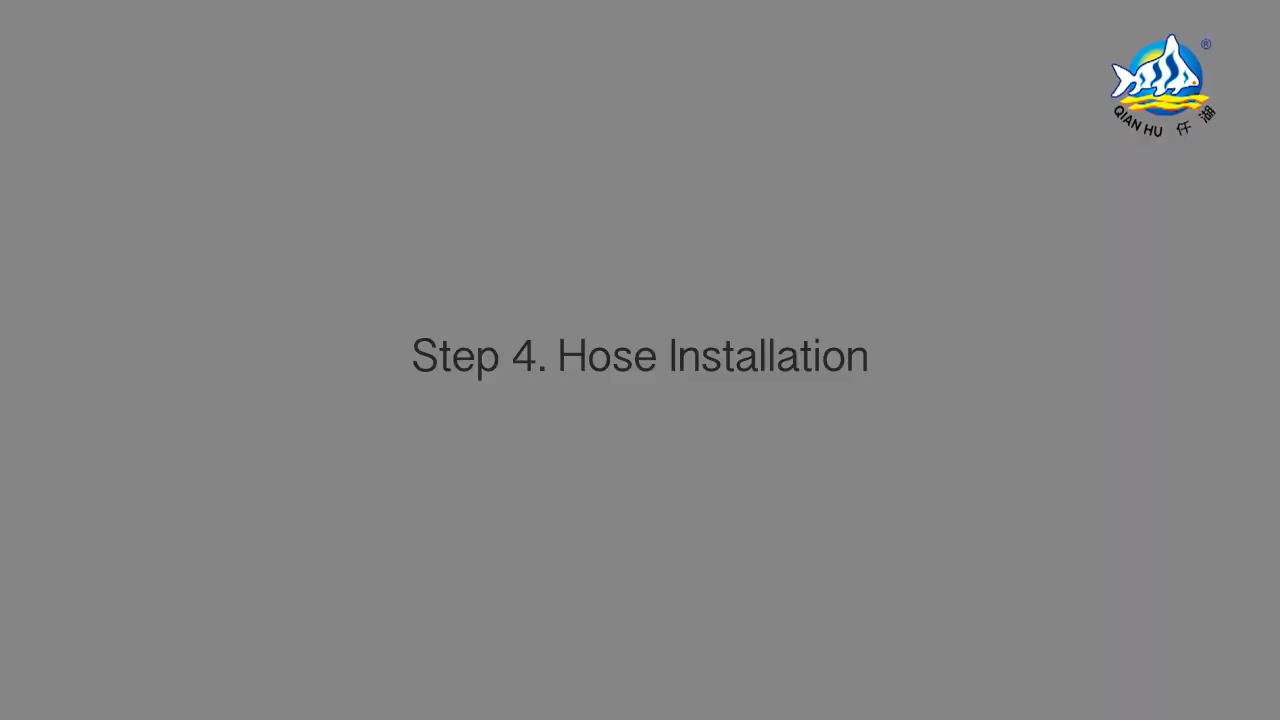 ®
QIAN HU 仟湖
Step 4. Hose Installation